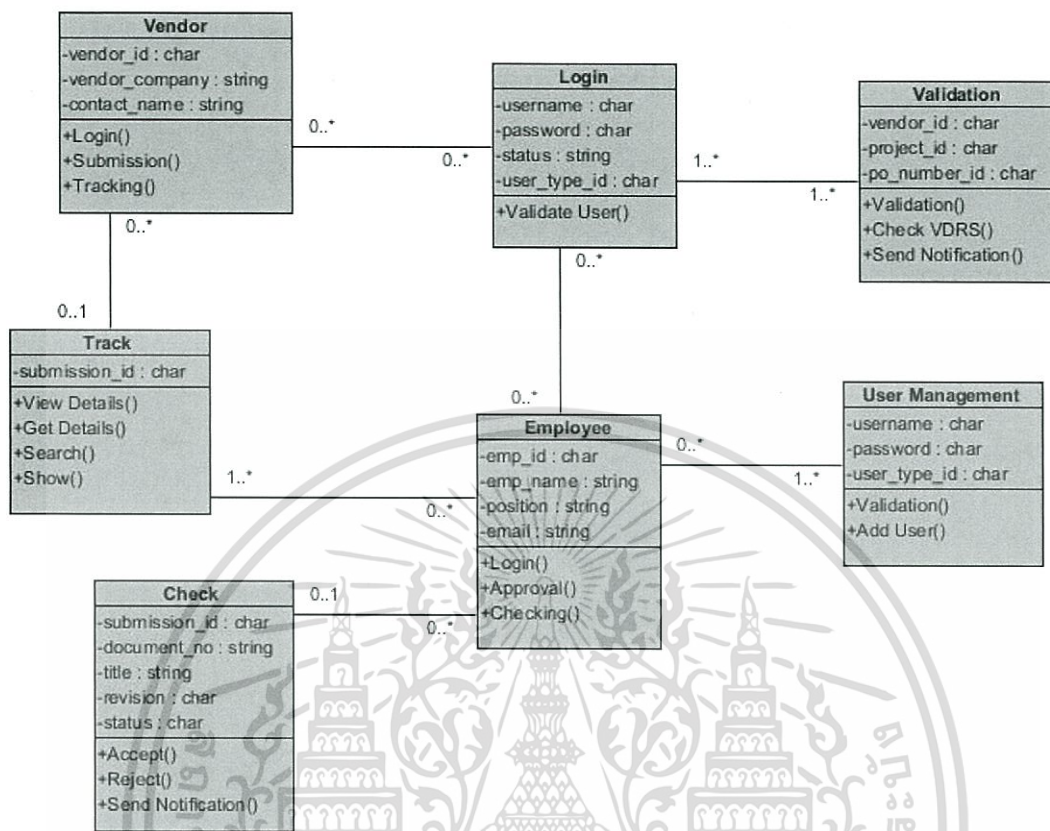 Vendor
-vendor_id : char
-vendor_company : string
-contact_name : string
+Login()
+Submission()
+Tracking()
0..*
0..*
Login
-username : char
-password : char
-status : string
-user_type_id : char
+Validate User()
1..*
1..*
Validation
-vendor_id : char
-project_id : char
-po_number_id : char
+Validation()
+Check VDRS()
+Send Notification()
0..*
0..1
Track
-submission_id : char
+View Details()
+Get Details()
+Search()
+Show()
0..*
0..*
1..*
0..*
Employee
-emp_id : char
-emp_name : string
-position : string
-email : string
+Login()
+Approval()
+Checking()
0..*
1..*
User Management
-username : char
-password : char
-user_type_id : char
+Validation()
+Add User()
0..1
0..*
Check
-submission_id : char
-document_no : string
-title : string
-revision : char
-status : char
+Accept()
+Reject()
+Send Notification()